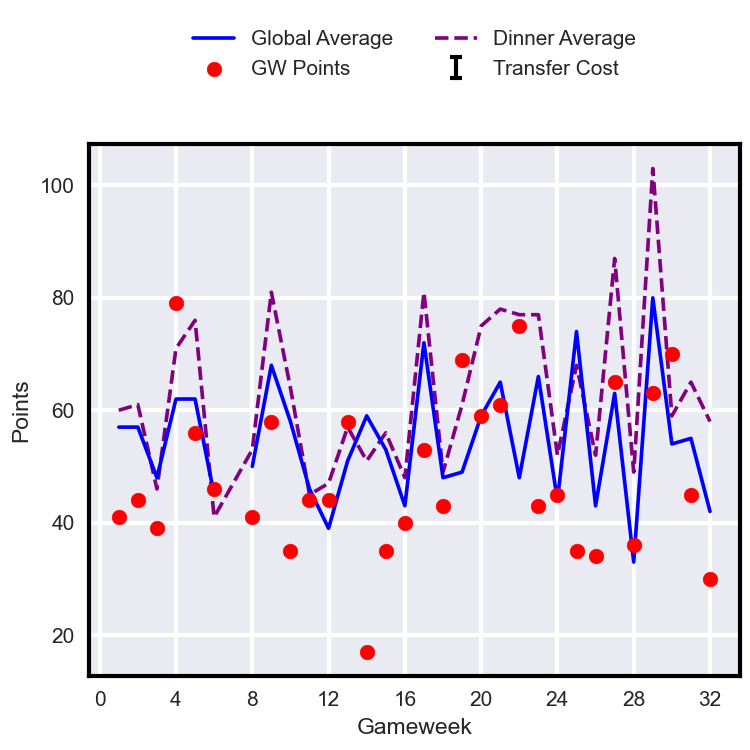 Global Average
Dinner Average
GW Points
Transfer Cost
100
80
60
40
20
Points
0 4 8 12 16 20 24 28 32
Gameweek